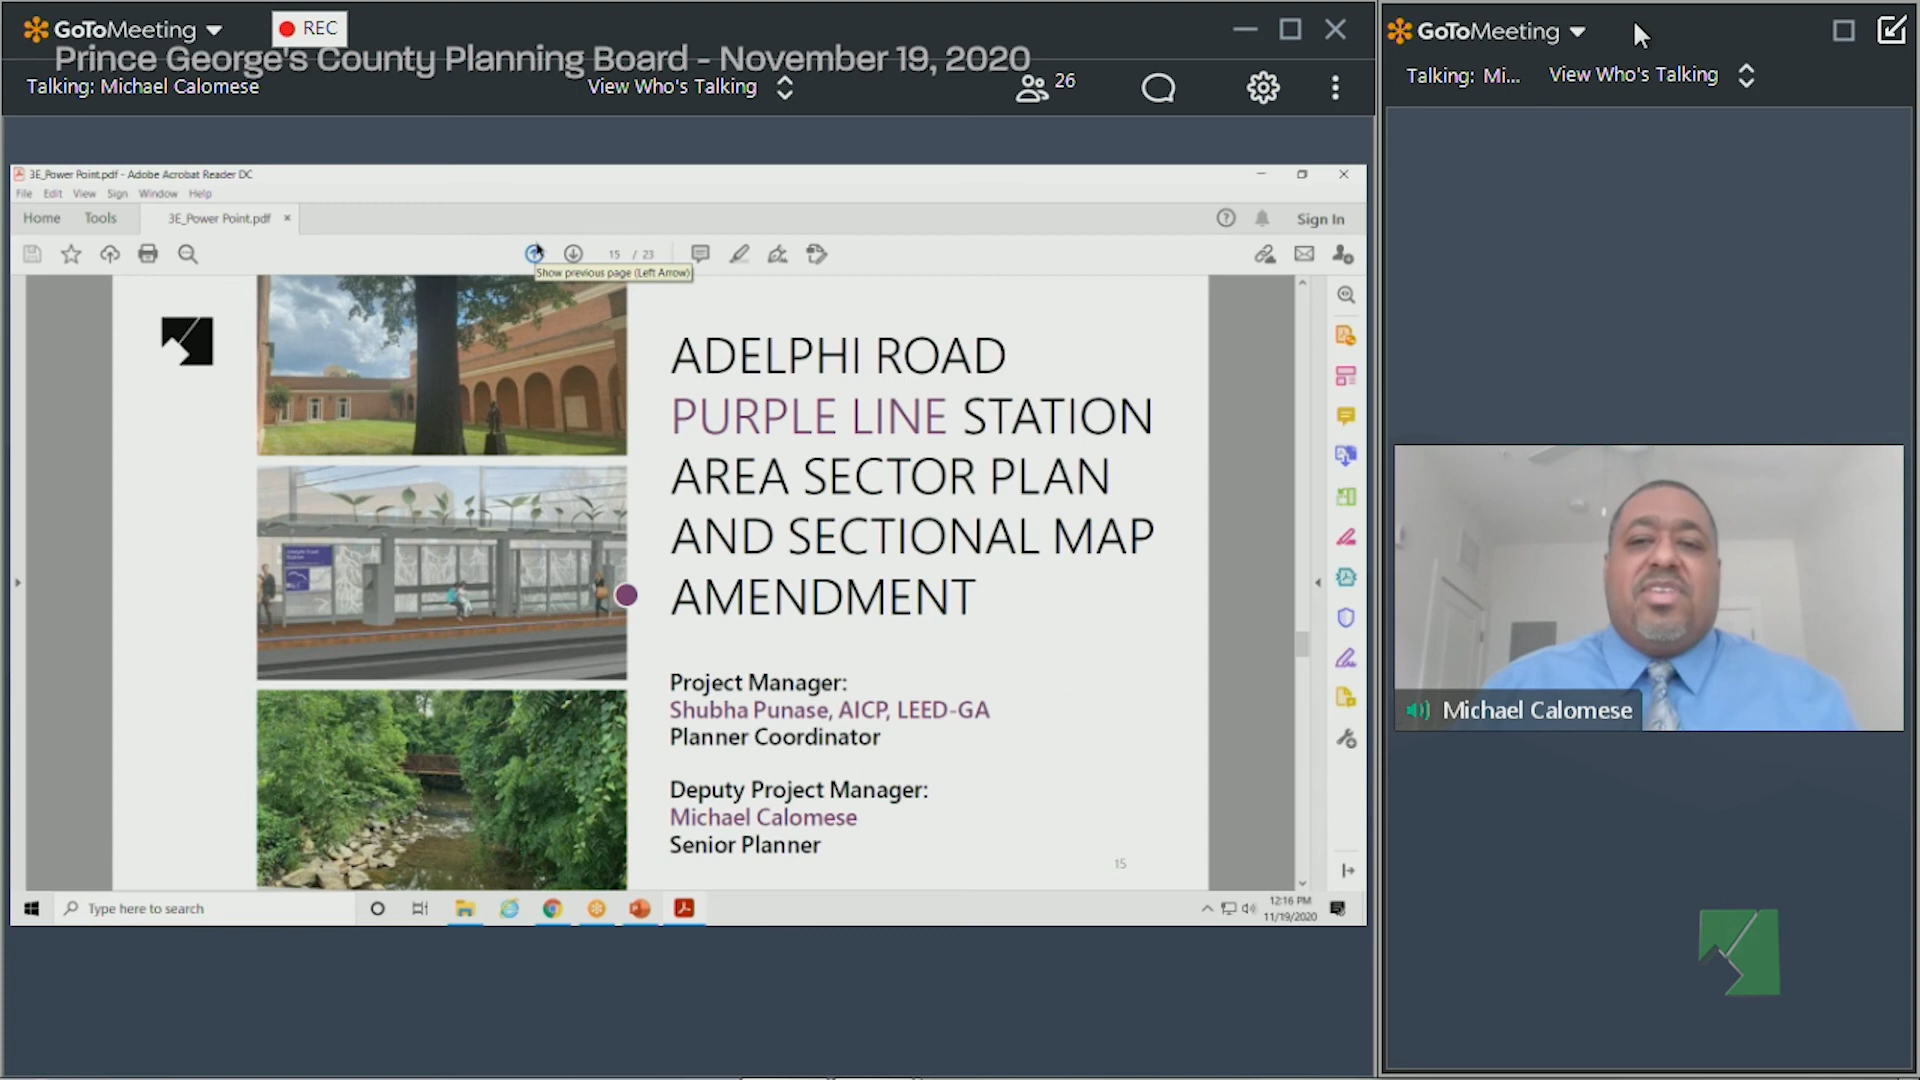 GoToMeeting
REC
Prince George's County Planning Board - November 19, 2020
Talking: Michael Calomese
View Who's Talking
26
3E_Power Point.pdf - Adobe Acrobat Reader DC
File Edit View Sign Window Help
Home Tools 3E_Power Point.pdf × Sign In
15 / 23
Show previous page (Left Arrow)
ADELPHI ROAD
PURPLE LINE STATION
AREA SECTOR PLAN
AND SECTIONAL MAP
AMENDMENT
Project Manager:
Shubha Punase, AICP, LEED-GA
Planner Coordinator
Deputy Project Manager:
Michael Calomese
Senior Planner
15
Type here to search
12:16 PM
11/19/2020
GoToMeeting
Talking: Mi...
View Who's Talking
Michael Calomese